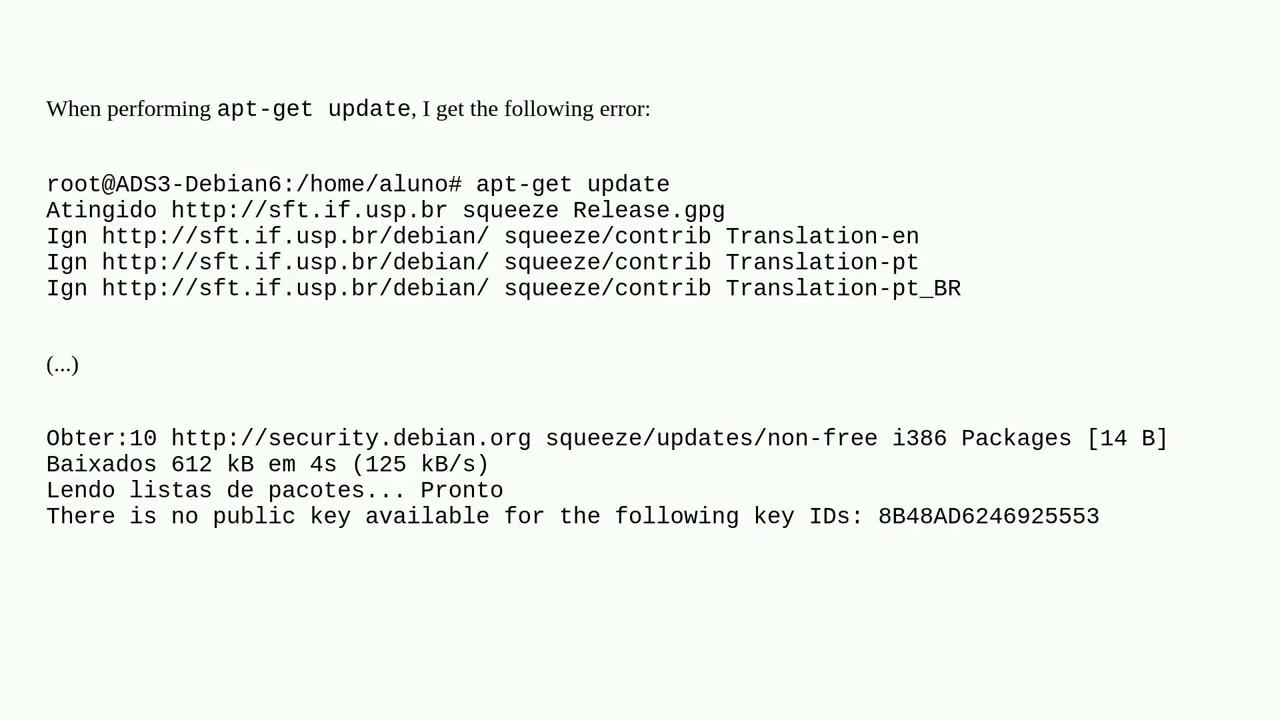 When performing apt-get update, I get the following error:
root@ADS3-Debian6:/home/aluno# apt-get update
Atingido http://sft.if.usp.br squeeze Release.gpg
Ign http://sft.if.usp.br/debian/ squeeze/contrib Translation-en
Ign http://sft.if.usp.br/debian/ squeeze/contrib Translation-pt
Ign http://sft.if.usp.br/debian/ squeeze/contrib Translation-pt_BR
(...)
Obter:10 http://security.debian.org squeeze/updates/non-free i386 Packages [14 B]
Baixados 612 kB em 4s (125 kB/s)
Lendo listas de pacotes... Pronto
There is no public key available for the following key IDs: 8B48AD6246925553